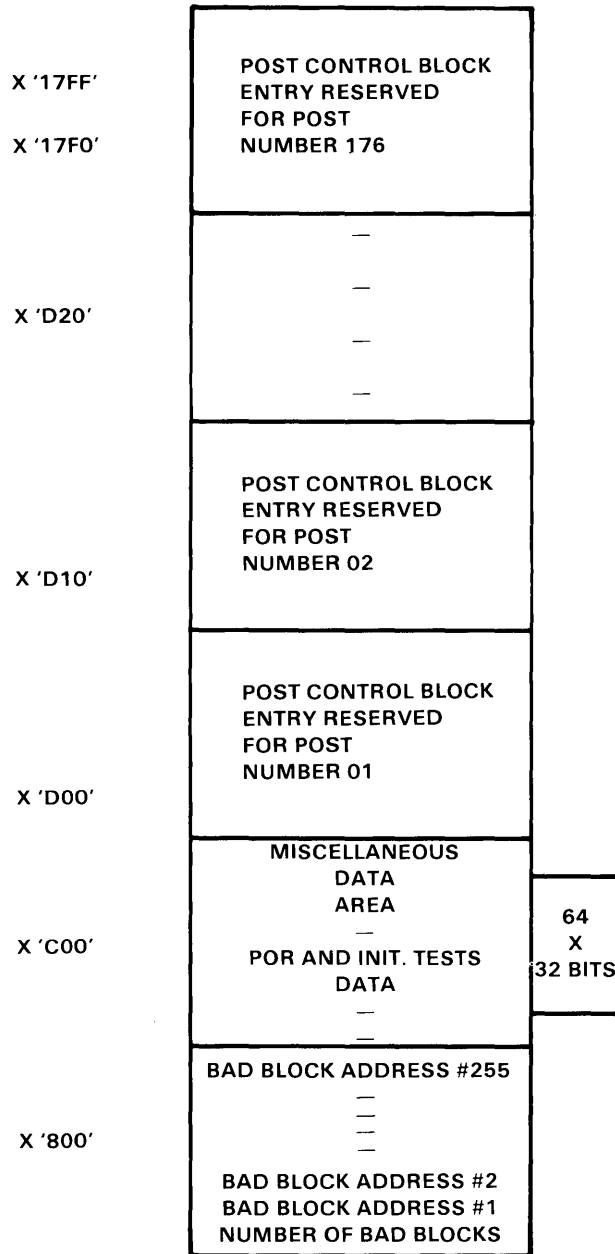 X '17FF'
X '17F0'
POST CONTROL BLOCK
ENTRY RESERVED
FOR POST
NUMBER 176
—
—
X 'D20'
—
—
POST CONTROL BLOCK
ENTRY RESERVED
FOR POST
NUMBER 02
X 'D10'
POST CONTROL BLOCK
ENTRY RESERVED
FOR POST
NUMBER 01
X 'D00'
MISCELLANEOUS
DATA
AREA
—
X 'C00'
POR AND INIT. TESTS
DATA
—
—
64
X
32 BITS
BAD BLOCK ADDRESS #255
—
—
—
—
X '800'
BAD BLOCK ADDRESS #2
BAD BLOCK ADDRESS #1
NUMBER OF BAD BLOCKS